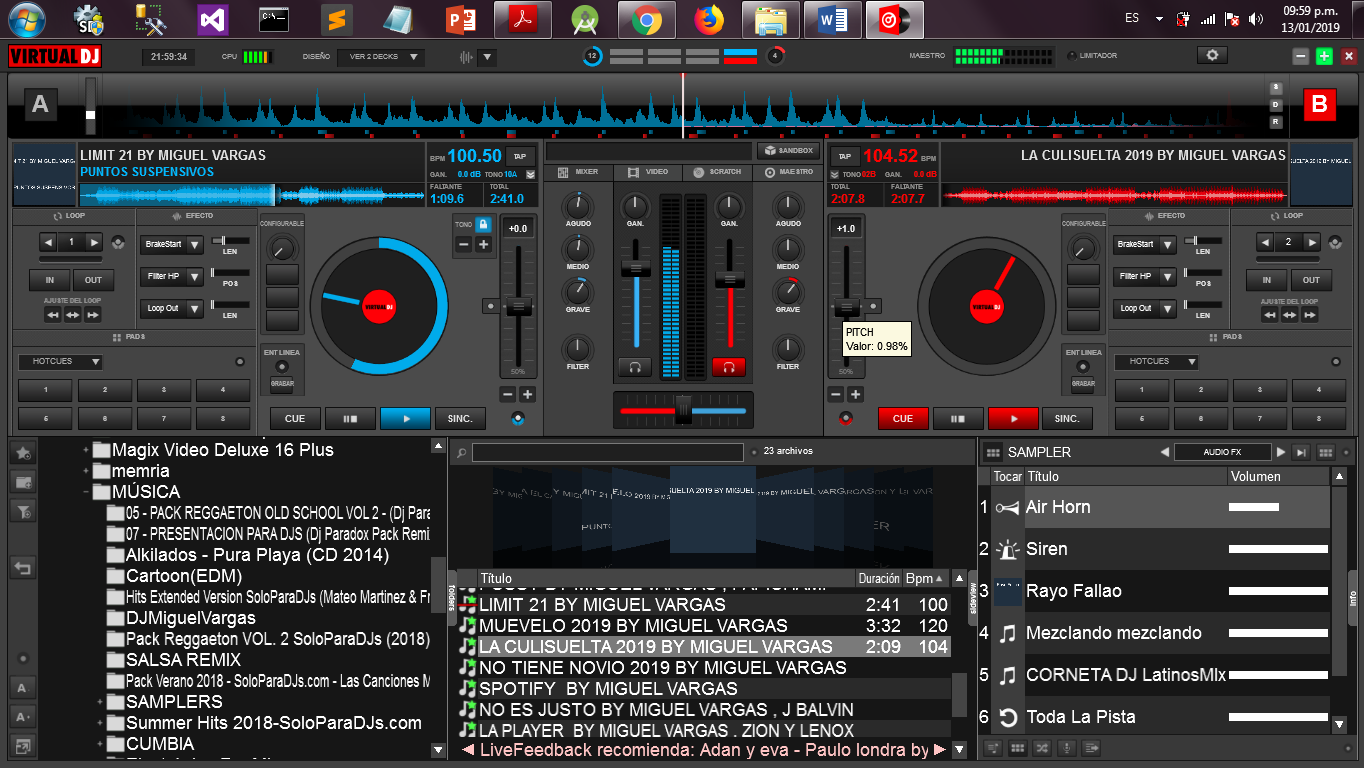 C:\_
ES
09:59 p.m.
13/01/2019
VIRTUAL DJ
21:59:34
CPU
DISEÑO
VER 2 DECKS
12
4
MAESTRO
LIMITADOR
A
S
D
R
B
LIMIT 21 BY MIGUEL VARGAS
PUNTOS SUSPENSIVOS
BPM 100.50 TAP
GAN. 0.0 dB TONO 10A
FALTANTE TOTAL
1:09.6 2:41.0
SANDBOX
MIXER VIDEO SCRATCH MAESTRO
TAP 104.52 BPM
TONO 02B GAN. 0.0 dB
TOTAL FALTANTE
2:07.8 2:07.7
LA CULISUELTA 2019 BY MIGUEL VARGAS
LOOP EFECTO
1
IN OUT
AJUSTE DEL LOOP
BrakeStart LEN
Filter HP POS
Loop Out LEN
CONFIGURABLE
TONO
+0.0
50%
ENT LINEA
GRABAR
PADS
HOTCUES
1 2 3 4
5 6 7 8
CUE SINC.
VIRTUAL DJ
AGUDO GAN. GAN. AGUDO
MEDIO MEDIO
GRAVE GRAVE
FILTER FILTER
+1.0
PITCH
Valor: 0.98%
50%
VIRTUAL DJ
CUE SINC.
CONFIGURABLE
ENT LINEA
GRABAR
EFECTO LOOP
BrakeStart LEN
Filter HP POS
Loop Out LEN
2
IN OUT
AJUSTE DEL LOOP
PADS
HOTCUES
1 2 3 4
5 6 7 8
Magix Video Deluxe 16 Plus
memria
MÚSICA
05 - PACK REGGAETON OLD SCHOOL VOL 2 - (Dj Para
07 - PRESENTACION PARA DJS (Dj Paradox Pack Remix
Alkilados - Pura Playa (CD 2014)
Cartoon(EDM)
Hits Extended Version SoloParaDJs (Mateo Martinez & Fr
DJMiguelVargas
Pack Reggaeton VOL. 2 SoloParaDJs (2018)
SALSA REMIX
Pack Verano 2018 - SoloParaDJs.com - Las Canciones M
SAMPLERS
Summer Hits 2018-SoloParaDJs.com
CUMBIA
folders
23 archivos
Título Duración Bpm
LIMIT 21 BY MIGUEL VARGAS 2:41 100
MUEVELO 2019 BY MIGUEL VARGAS 3:32 120
LA CULISUELTA 2019 BY MIGUEL VARGAS 2:09 104
NO TIENE NOVIO 2019 BY MIGUEL VARGAS
SPOTIFY BY MIGUEL VARGAS
NO ES JUSTO BY MIGUEL VARGAS , J BALVIN
LA PLAYER BY MIGUEL VARGAS . ZION Y LENOX
LiveFeedback recomienda: Adan y eva - Paulo londra by
sideview
SAMPLER AUDIO FX
Tocar Título Volumen
1 Air Horn
2 Siren
3 Rayo Fallao
4 Mezclando mezclando
5 CORNETA DJ LatinosMIx
6 Toda La Pista
info